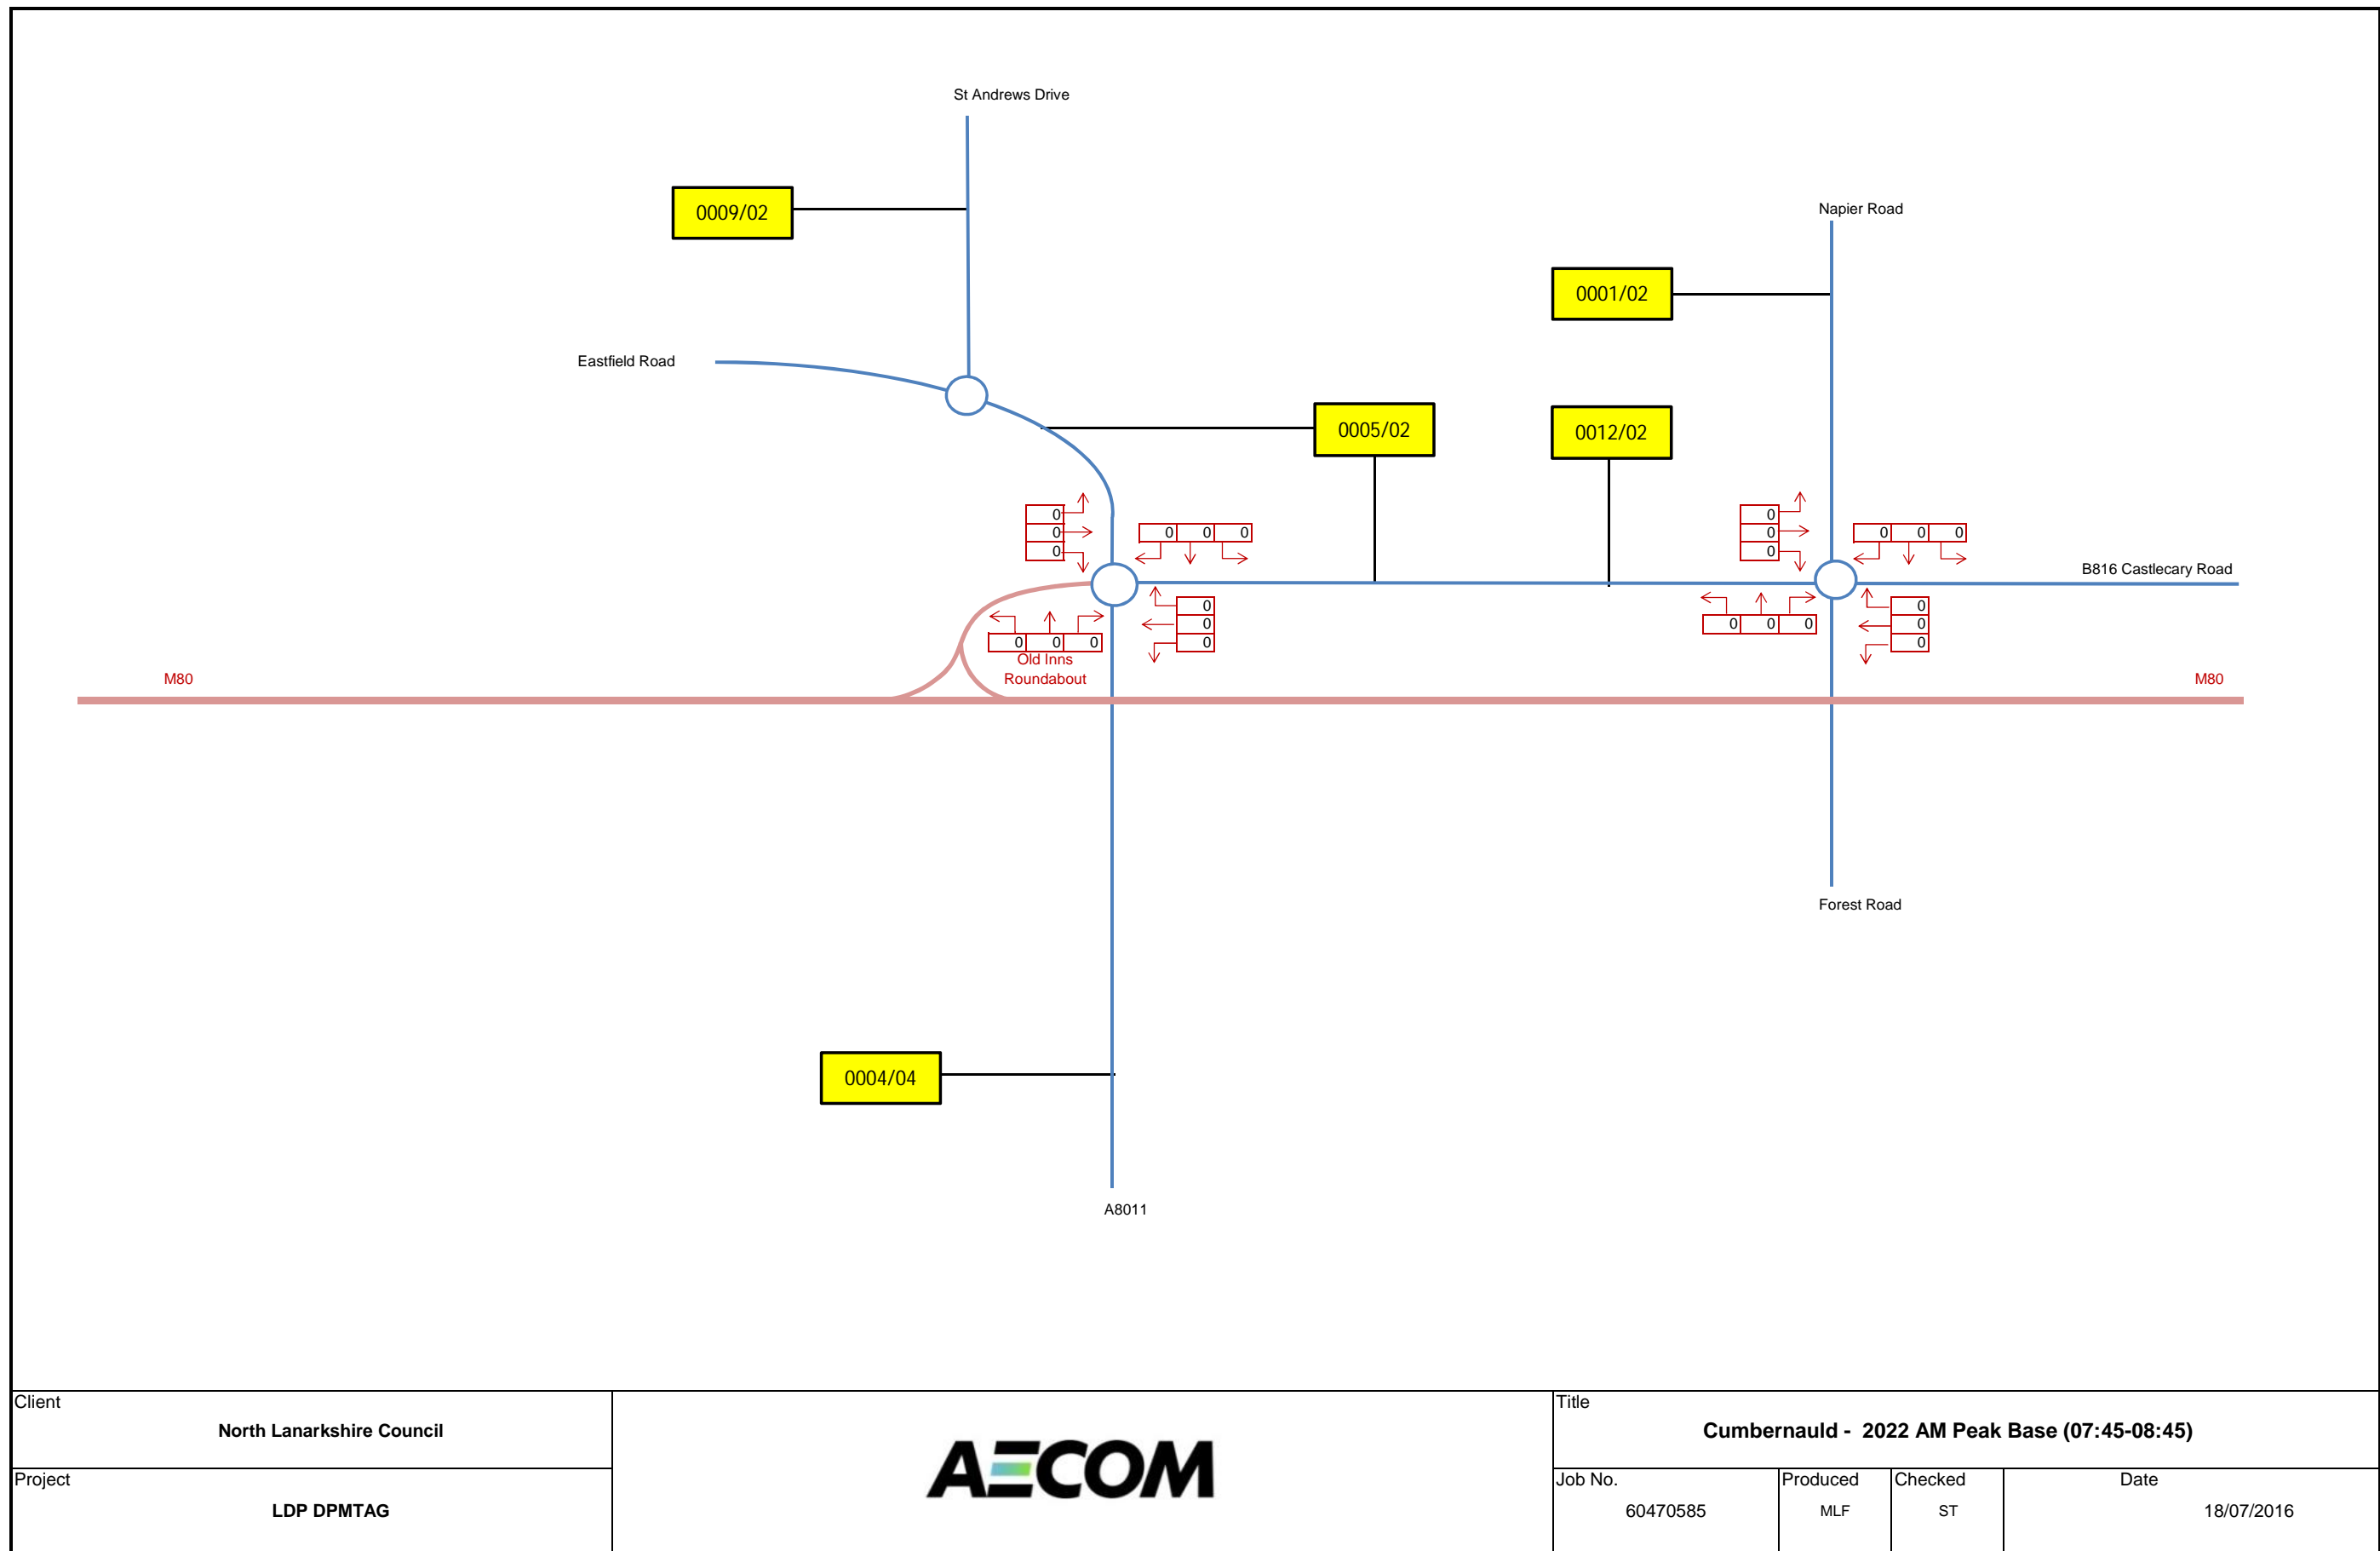 St Andrews Drive
0009/02
Napier Road
0001/02
Eastfield Road
0005/02
0012/02
0
0
0
0 0 0
0
0
0
0 0 0
B816 Castlecary Road
0
0
0
0 0 0
0 0 0
0
0
0
Old Inns
Roundabout
M80
M80
Forest Road
0004/04
A8011
Client
North Lanarkshire Council
Project
LDP DPMTAG
AECOM
Title
Cumbernauld - 2022 AM Peak Base (07:45-08:45)
Job No.
60470585
Produced
MLF
Checked
ST
Date
18/07/2016